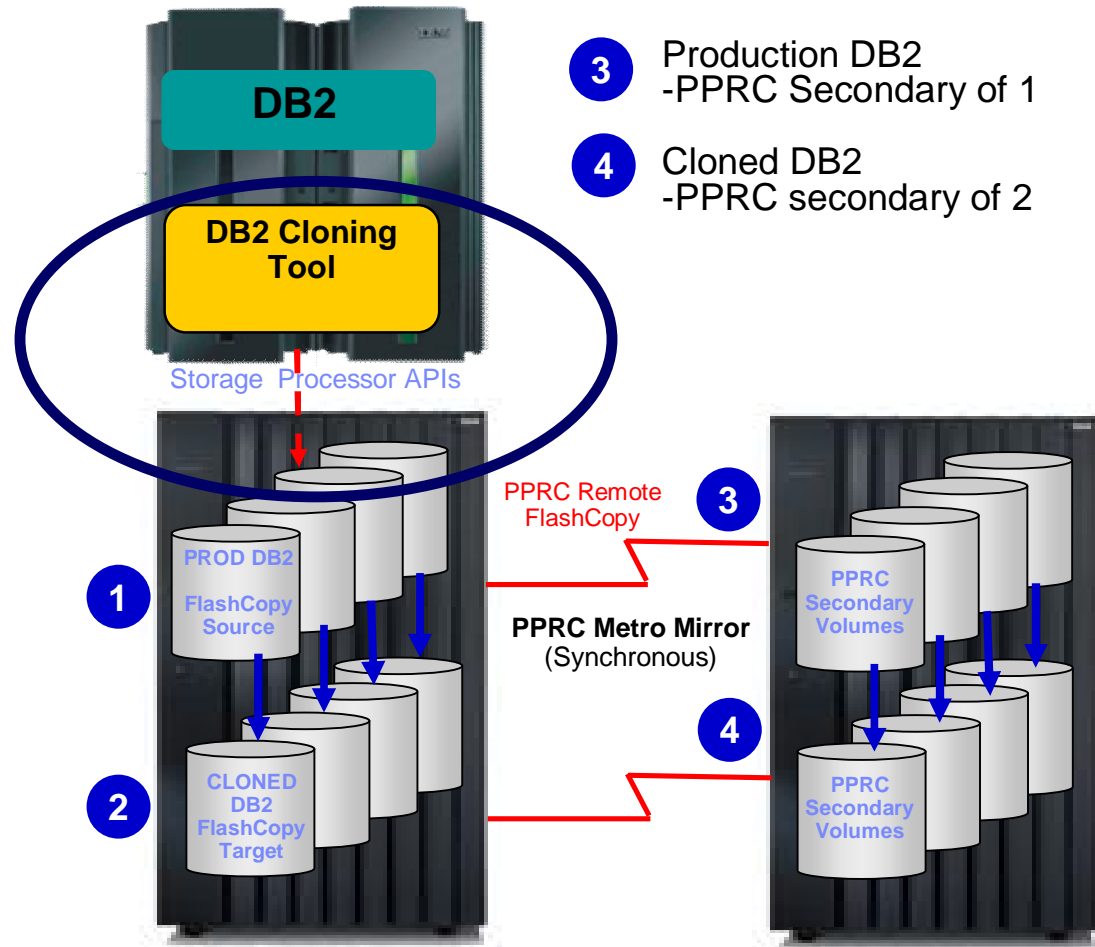 DB2
DB2 Cloning
Tool
Storage Processor APIs
3
Production DB2
-PPRC Secondary of 1
4
Cloned DB2
-PPRC secondary of 2
1
PROD DB2
FlashCopy
Source
2
CLONED
DB2
FlashCopy
Target
PPRC Remote
FlashCopy
PPRC Metro Mirror
(Synchronous)
3
PPRC
Secondary
Volumes
4
PPRC
Secondary
Volumes